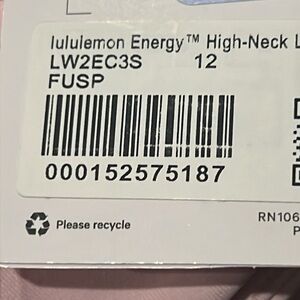 lululemon Energy™ High-Neck L
LW2EC3S 12
FUSP
000152575187
Please recycle
RN106
P